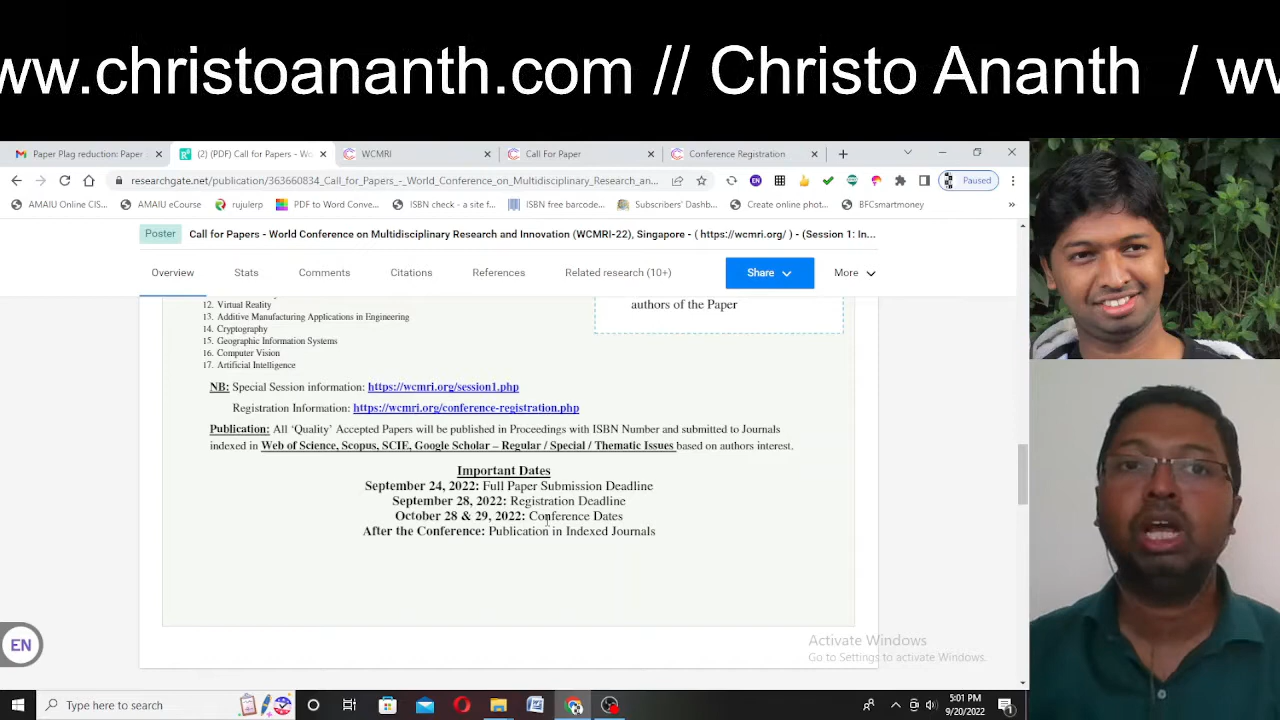 ww.christoananth.com // Christo Ananth / wv
Paper Plag reduction: Paper
(2) (PDF) Call for Papers - Wo
WCMRI
Call For Paper
Conference Registration
researchgate.net/publication/363660834_Call_for_Papers_-_World_Conference_on_Multidisciplinary_Research_an...
Paused
AMAIU Online CIS...
AMAIU eCourse
rujulerp
PDF to Word Conve...
ISBN check - a site f...
ISBN free barcode...
Subscribers' Dashb...
Create online phot...
BFCsmartmoney
Poster
Call for Papers - World Conference on Multidisciplinary Research and Innovation (WCMRI-22), Singapore - ( https://wcmri.org/ ) - (Session 1: In...
Overview
Stats
Comments
Citations
References
Related research (10+)
Share
More
12. Virtual Reality
13. Additive Manufacturing Applications in Engineering
14. Cryptography
15. Geographic Information Systems
16. Computer Vision
17. Artificial Intelligence
authors of the Paper
NB: Special Session information: https://wcmri.org/session1.php
Registration Information: https://wcmri.org/conference-registration.php
Publication: All ‘Quality’ Accepted Papers will be published in Proceedings with ISBN Number and submitted to Journals
indexed in Web of Science, Scopus, SCIE, Google Scholar – Regular / Special / Thematic Issues based on authors interest.
Important Dates
September 24, 2022: Full Paper Submission Deadline
September 28, 2022: Registration Deadline
October 28 & 29, 2022: Conference Dates
After the Conference: Publication in Indexed Journals
EN
Activate Windows
Go to Settings to activate Windows.
Type here to search
5:01 PM
9/20/2022